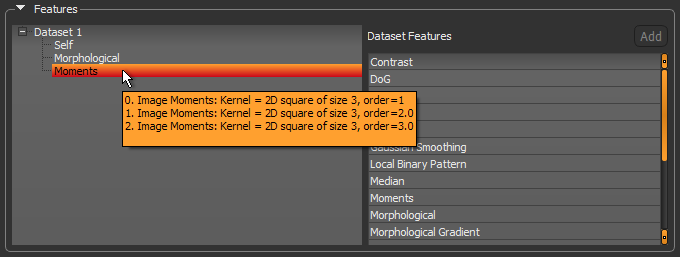 Features
Dataset 1
Self
Morphological
Moments
0. Image Moments: Kernel = 2D square of size 3, order=1
1. Image Moments: Kernel = 2D square of size 3, order=2.0
2. Image Moments: Kernel = 2D square of size 3, order=3.0
Dataset Features
Add
Contrast
DoG
Gaussian Smoothing
Local Binary Pattern
Median
Moments
Morphological
Morphological Gradient